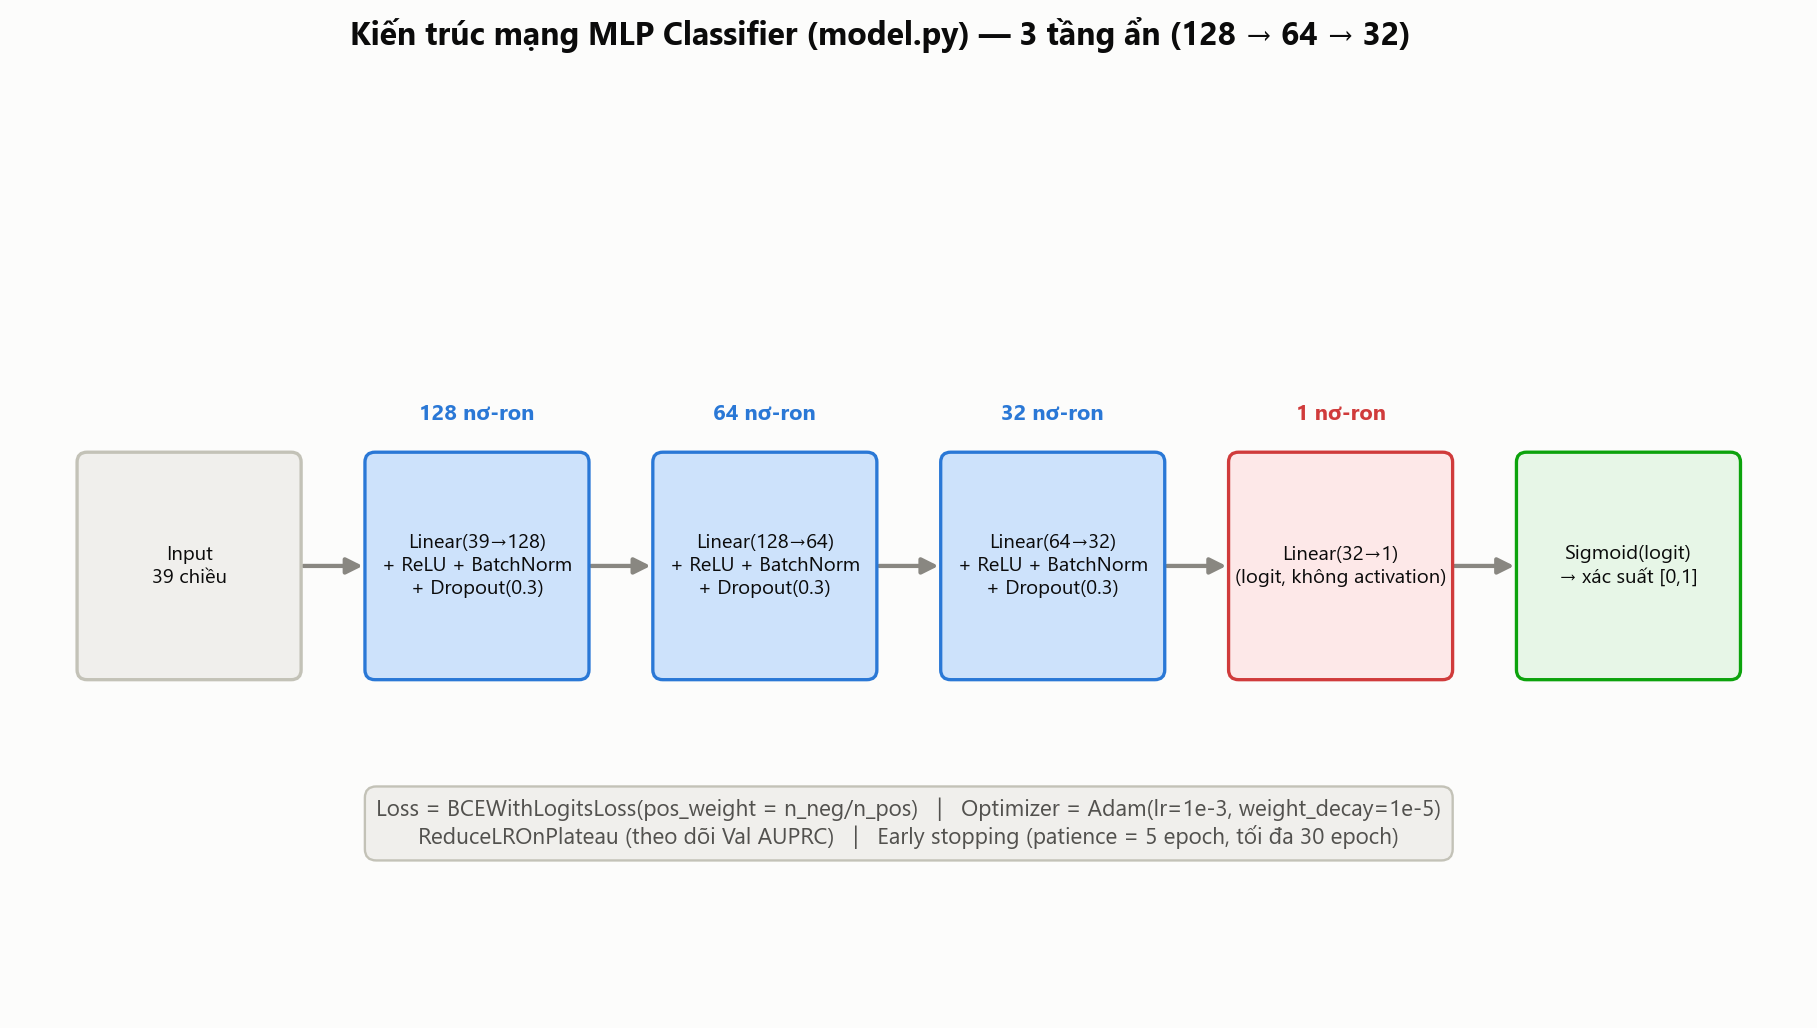 Kiến trúc mạng MLP Classifier (model.py) — 3 tầng ẩn (128 → 64 → 32)
128 nơ-ron
64 nơ-ron
32 nơ-ron
1 nơ-ron
Input
39 chiều
Linear(39→128)
+ ReLU + BatchNorm
+ Dropout(0.3)
Linear(128→64)
+ ReLU + BatchNorm
+ Dropout(0.3)
Linear(64→32)
+ ReLU + BatchNorm
+ Dropout(0.3)
Linear(32→1)
(logit, không activation)
Sigmoid(logit)
→ xác suất [0,1]
Loss = BCEWithLogitsLoss(pos_weight = n_neg/n_pos) | Optimizer = Adam(lr=1e-3, weight_decay=1e-5)
ReduceLROnPlateau (theo dõi Val AUPRC) | Early stopping (patience = 5 epoch, tối đa 30 epoch)